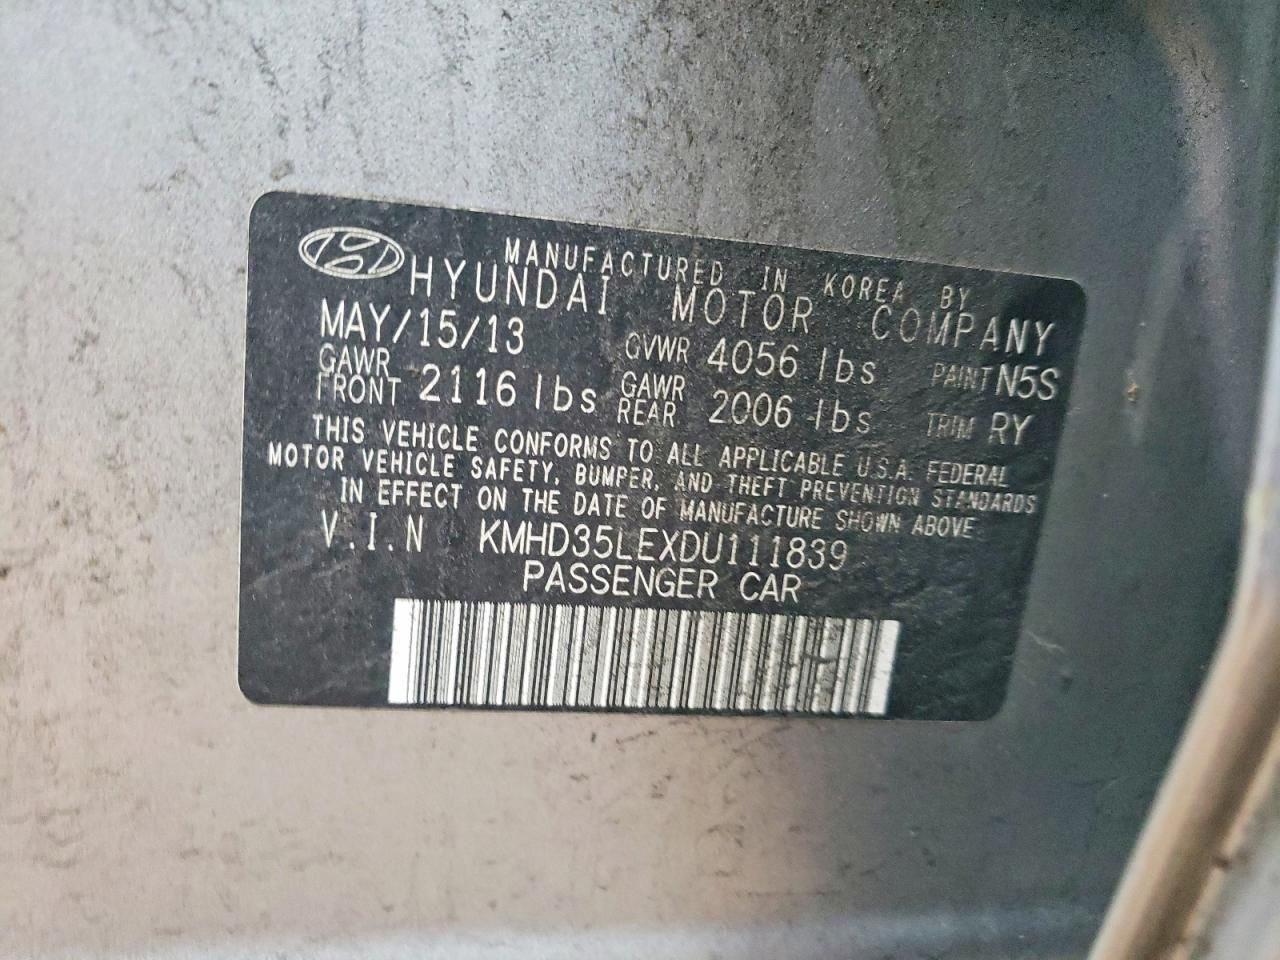 MANUFACTURED IN KOREA BY
HYUNDAI MOTOR COMPANY
MAY/15/13 GVWR 4056 lbs PAINT N5S
GAWR FRONT 2116 lbs GAWR REAR 2006 lbs TRIM RY
THIS VEHICLE CONFORMS TO ALL APPLICABLE U.S.A. FEDERAL
MOTOR VEHICLE SAFETY, BUMPER, AND THEFT PREVENTION STANDARDS
IN EFFECT ON THE DATE OF MANUFACTURE SHOWN ABOVE
V.I.N KMHD35LEXDU111839
PASSENGER CAR